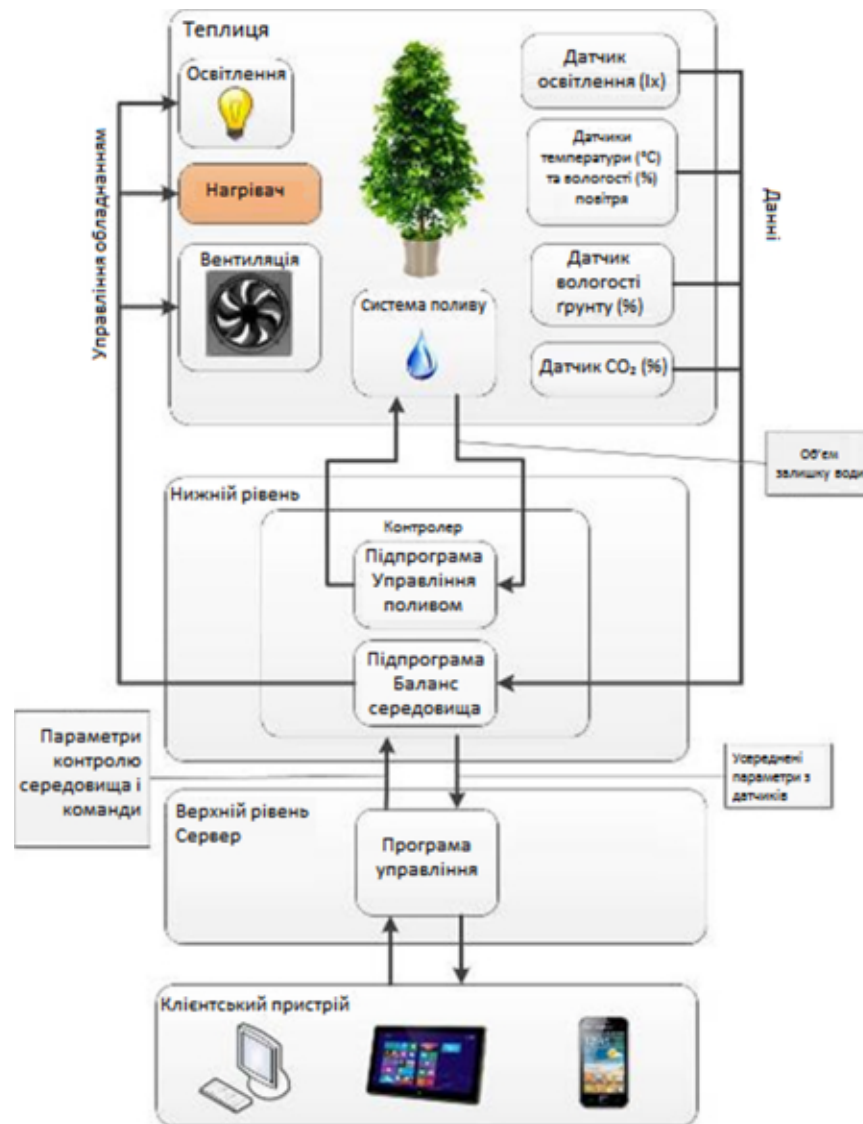 Теплиця
Освітлення
Нагрівач
Вентиляція
Управління обладнанням
Система поливу
Датчик
освітлення (lx)
Датчики
температури (°C)
та вологості (%)
повітря
Датчик
вологості
ґрунту (%)
Датчик CO₂ (%)
Данні
Об'єм
залишку води
Нижній рівень
Контролер
Підпрограма
Управління
поливом
Підпрограма
Баланс
середовища
Параметри
контролю
середовища і
команди
Усереднені
параметри з
датчиків
Верхній рівень
Сервер
Програма
управління
Клієнтський пристрій